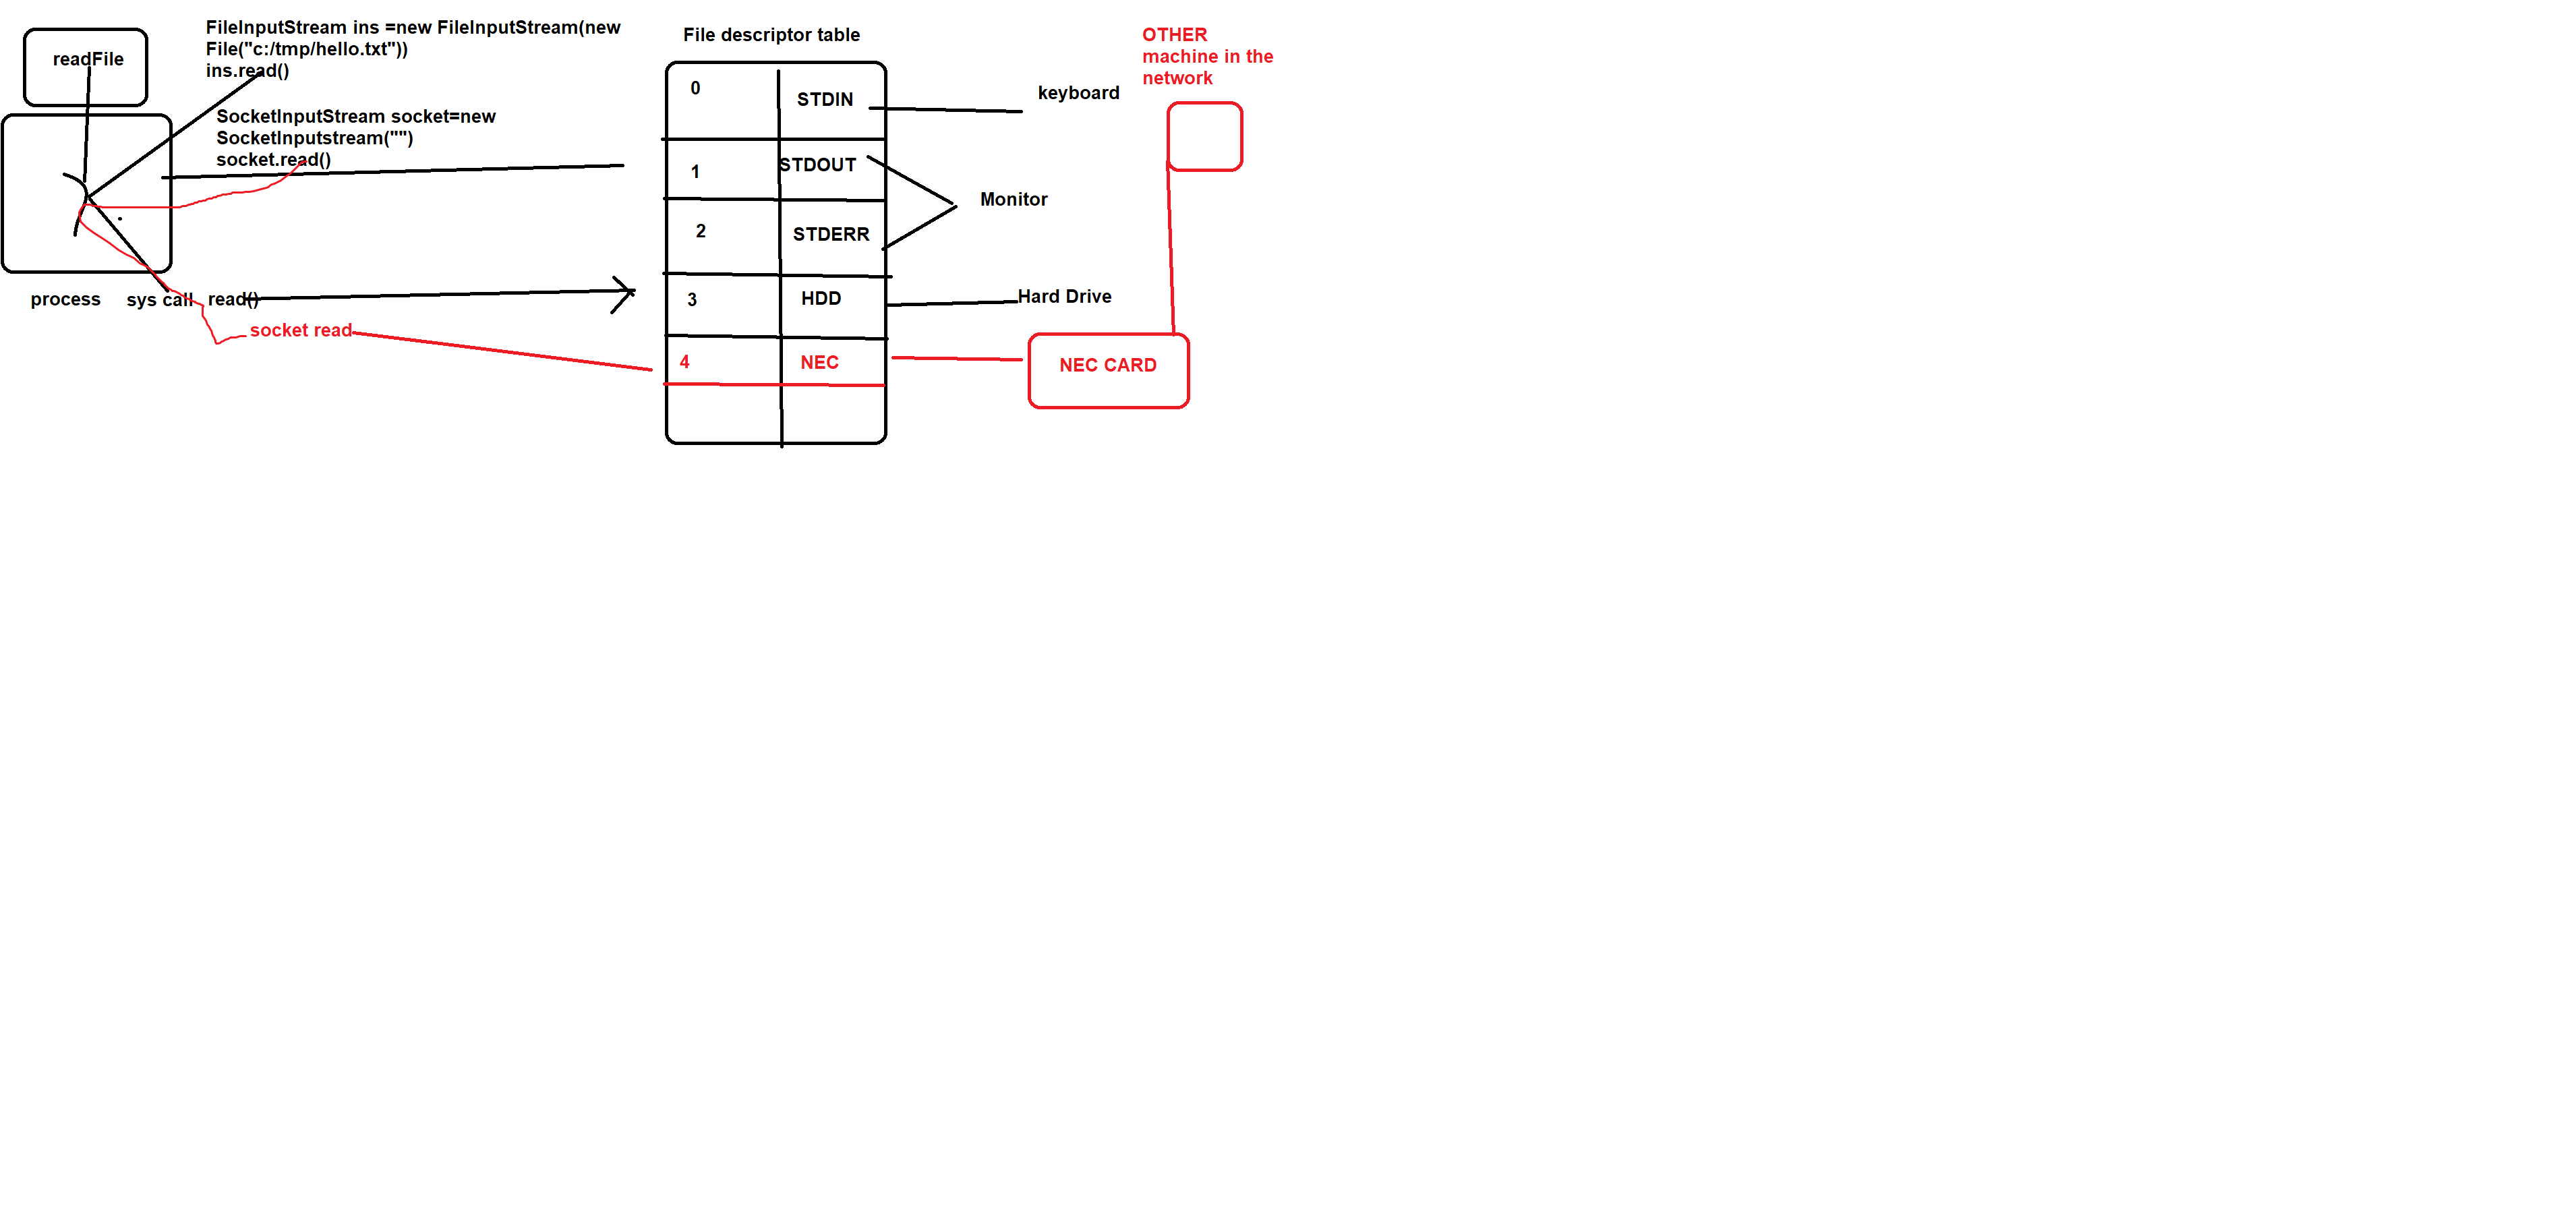 readFile
FileInputStream ins =new FileInputStream(new
File("c:/tmp/hello.txt"))
ins.read()
SocketInputStream socket=new
SocketInputstream("")
socket.read()
process
sys call
read()
socket read
File descriptor table
0
STDIN
1
STDOUT
2
STDERR
3
HDD
4
NEC
keyboard
Monitor
Hard Drive
NEC CARD
OTHER
machine in the
network